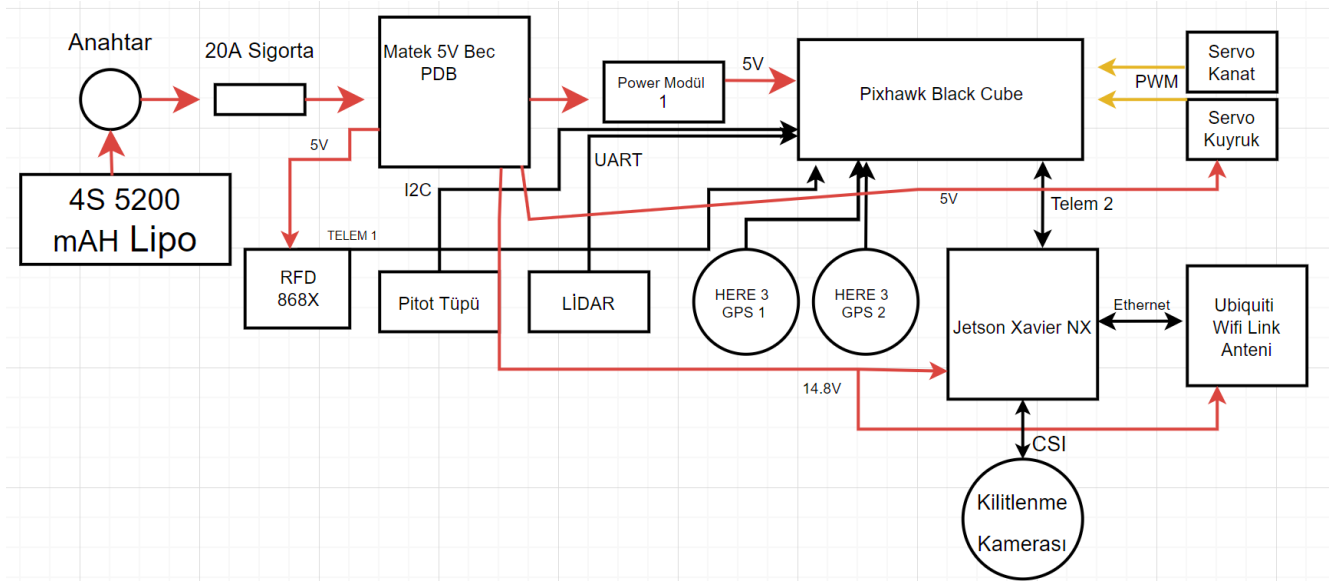 Anahtar
20A Sigorta
Matek 5V Bec
PDB
Power Modül
1
5V
Pixhawk Black Cube
Servo
Kanat
PWM
Servo
Kuyruk
4S 5200
mAH Lipo
5V
I2C
UART
5V
Telem 2
TELEM 1
RFD
868X
Pitot Tüpü
LİDAR
HERE 3
GPS 1
HERE 3
GPS 2
Jetson Xavier NX
Ethernet
Ubiquiti
Wifi Link
Anteni
14.8V
CSI
Kilitlenme
Kamerası